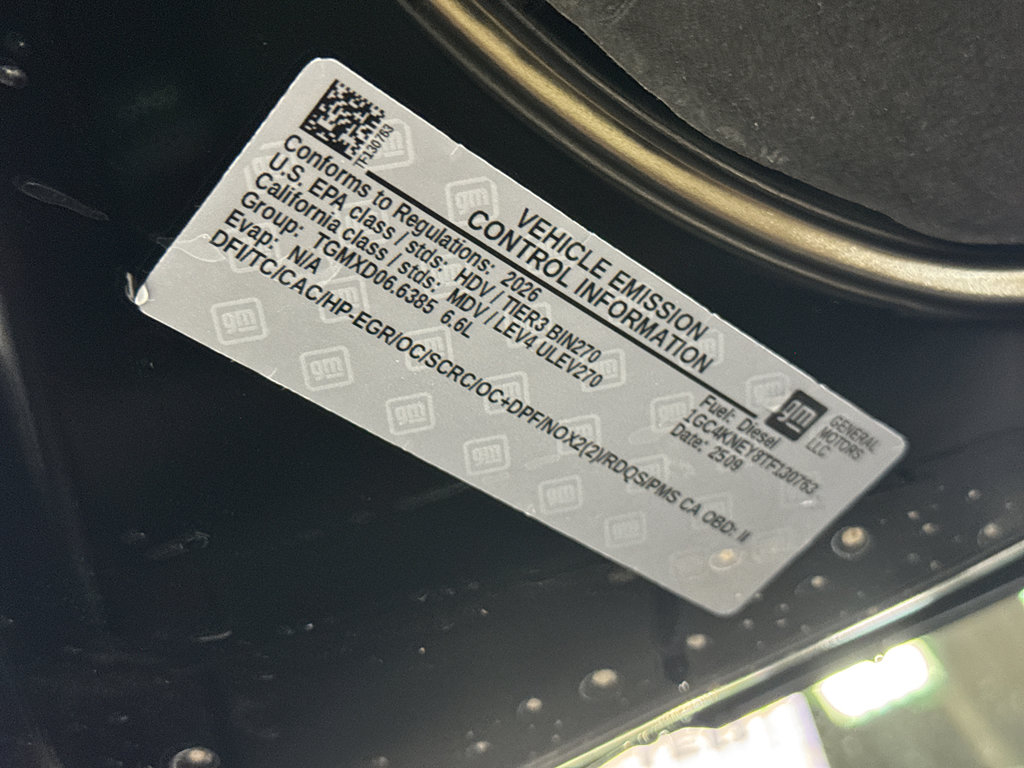 TF130763
VEHICLE EMISSION
CONTROL INFORMATION
gm
GENERAL
MOTORS
LLC
Conforms to Regulations: 2026
U.S. EPA class / stds: HDV / TIER3 BIN270
California class / stds: MDV / LEV4 ULEV270
Group: TGMXD06.6385 6.6L
Evap: N/A
DFI/TC/CAC/HP-EGR/OC/SCRC/OC+DPF/NOX2(2)/RDQS/PMS CA OBD: II
Fuel: Diesel
1GC4KNEY8TF130763
Date: 2509